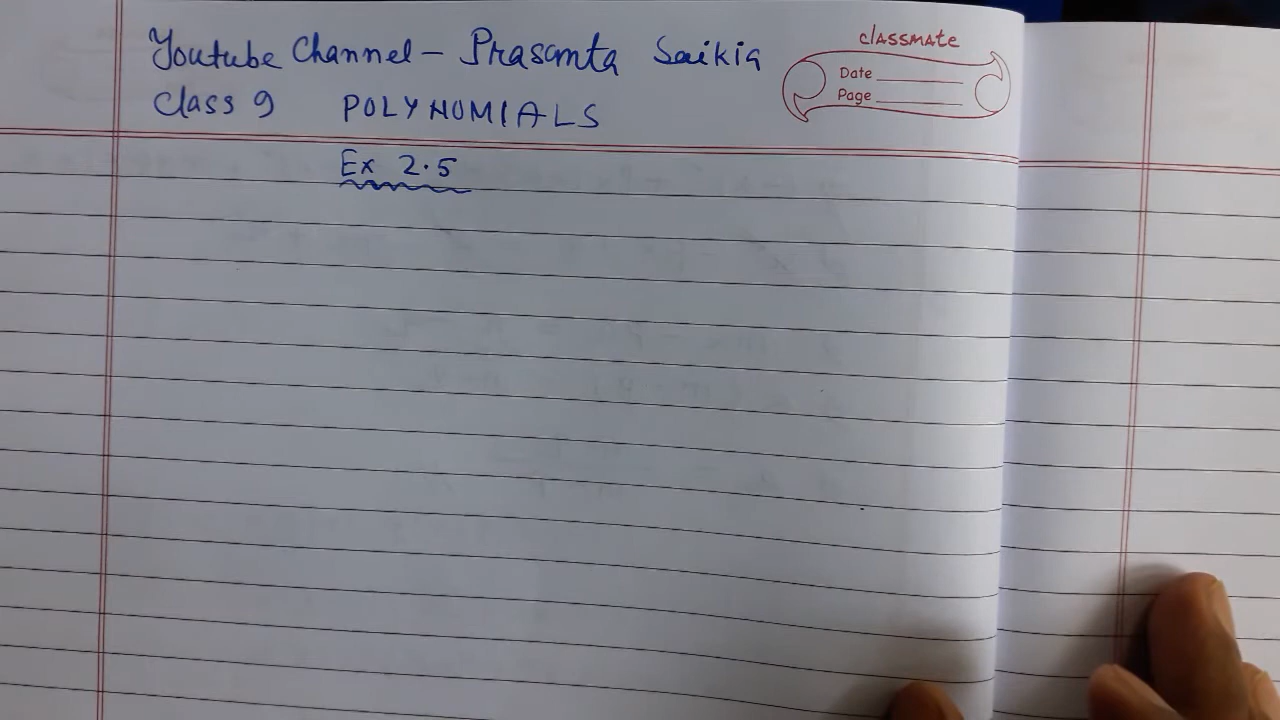 Youtube Channel - Prasanta Saikia
classmate
Date
Page
Class 9 POLYNOMIALS
Ex 2.5